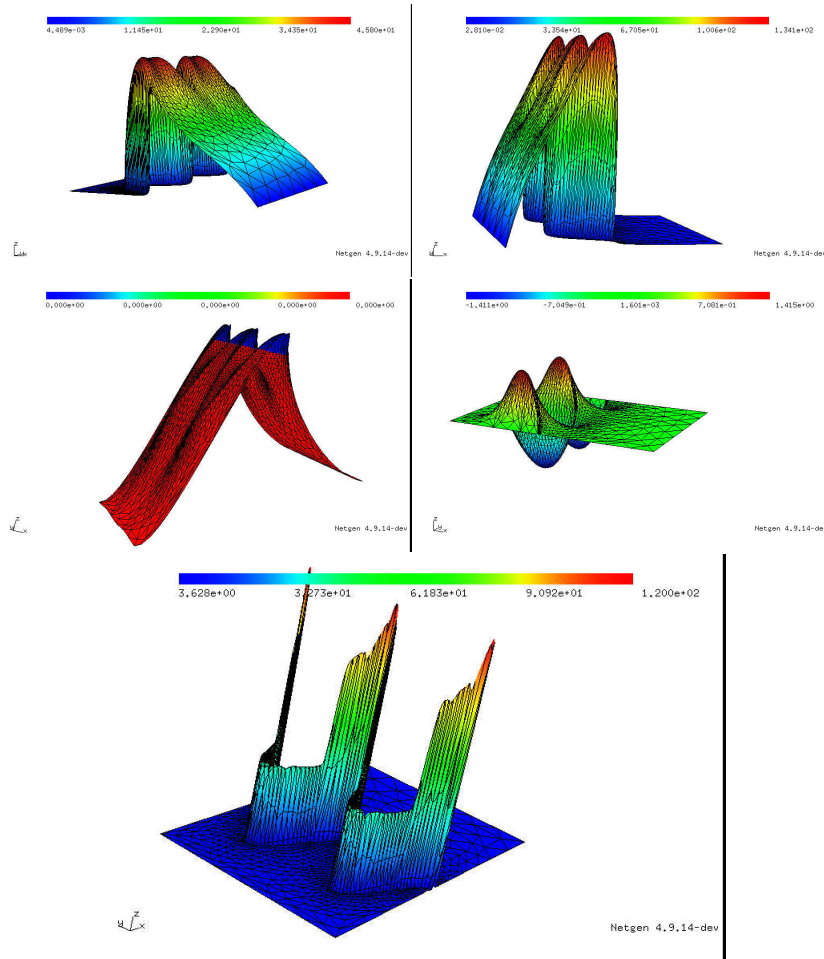 4.489e-03 1.145e+01 2.290e+01 3.435e+01 4.580e+01
z
x
Netgen 4.9.14-dev
2.810e-02 3.354e+01 6.705e+01 1.006e+02 1.341e+02
z
y x
Netgen 4.9.14-dev
0.000e+00 0.000e+00 0.000e+00 0.000e+00 0.000e+00
z
y x
Netgen 4.9.14-dev
-1.411e+00 -7.049e-01 1.601e-03 7.081e-01 1.415e+00
z
y x
Netgen 4.9.14-dev
3.628e+00 3.273e+01 6.183e+01 9.092e+01 1.200e+02
z
y x
Netgen 4.9.14-dev